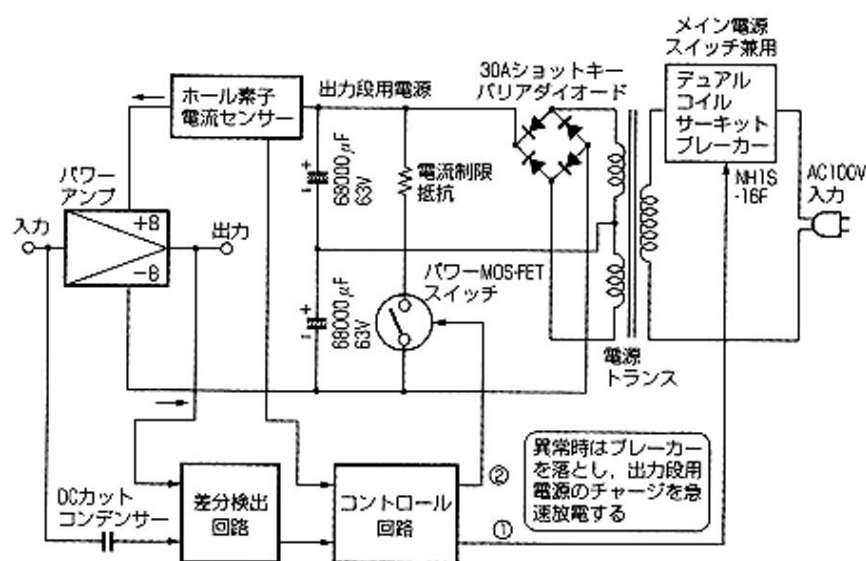 メイン電源
スイッチ兼用
デュアル
コイル
サーキット
ブレーカー
NH1S
-16F
AC100V
入力
30Aショットキー
バリアダイオード
出力段用電源
ホール素子
電流センサー
+
68000μF
63V
電流制限
抵抗
パワー
アンプ
入力
+B
-B
出力
パワーMOS-FET
スイッチ
+
68000μF
63V
電源
トランス
異常時はブレーカー
を落とし,出力段用
電源のチャージを急
速放電する
②
①
DCカット
コンデンサー
差分検出
回路
コントロール
回路